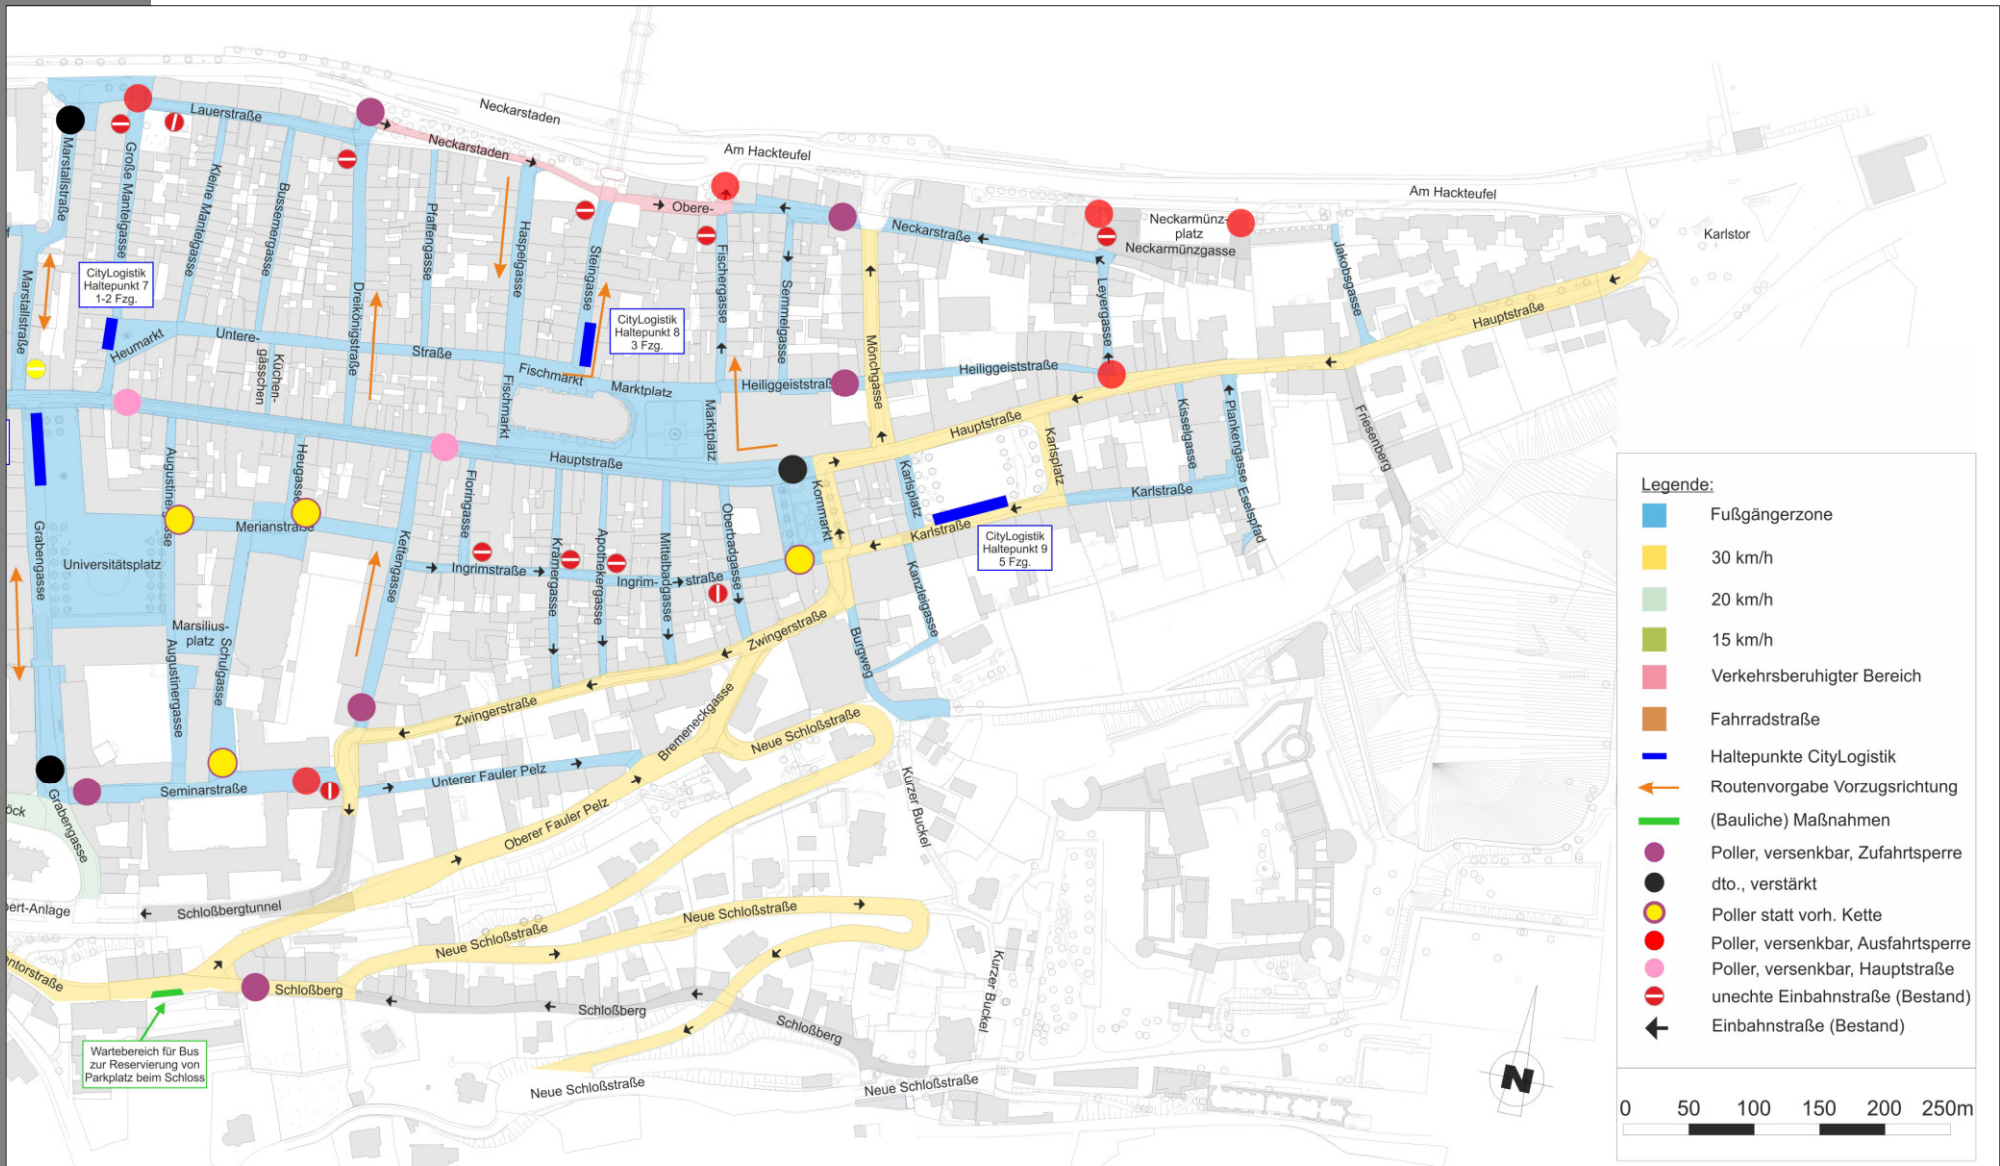 Neckarstaden
Lauerstraße
Neckarstaden
Am Hackteufel
Am Hackteufel
Karlstor
Marstallstraße
Große Mantelgasse
Kleine Mantelgasse
Bussemergasse
Dreikönigstraße
Pfaffengasse
Haspelgasse
Steingasse
Obere-
Neckarstraße
Neckarmünz-
platz
Neckarmünzgasse
Fischergasse
Semmelgasse
Mönchgasse
Leyergasse
Jakobsgasse
Hauptstraße
Marstallstraße
CityLogistik
Haltepunkt 7
1-2 Fzg.
CityLogistik
Haltepunkt 8
3 Fzg.
Heumarkt
Untere-
Straße
gässchen
Küchen-
Fischmarkt
Fischmarkt
Marktplatz
Marktplatz
Heiliggeiststraße
Heiliggeiststraße
Hauptstraße
Hauptstraße
Karlsplatz
Karlsplatz
Kisselgasse
Plankengasse
Eselspfad
Friesenberg
Karlstraße
Karlstraße
CityLogistik
Haltepunkt 9
5 Fzg.
Kornmarkt
Augustinergasse
Heugasse
Merianstraße
Kettengasse
Floringasse
Krämergasse
Apothekergasse
Mittelbadgasse
Oberbadgasse
Ingrimstraße
Ingrim-
straße
Grabengasse
Universitätsplatz
Marsilius-
platz
Schulgasse
Augustinergasse
Kanzleigasse
Burgweg
Zwingerstraße
Zwingerstraße
Bremeneckgasse
Neue Schloßstraße
Seminarstraße
Unterer Fauler Pelz
Oberer Fauler Pelz
Kurzer Buckel
Grabengasse
öck
bert-Anlage
Schloßbergtunnel
Neue Schloßstraße
Neue Schloßstraße
Kurzer Buckel
entorstraße
Schloßberg
Schloßberg
Schloßberg
Wartebereich für Bus
zur Reservierung von
Parkplatz beim Schloss
Neue Schloßstraße
Neue Schloßstraße
N
Legende:
Fußgängerzone
30 km/h
20 km/h
15 km/h
Verkehrsberuhigter Bereich
Fahrradstraße
Haltepunkte CityLogistik
Routenvorgabe Vorzugsrichtung
(Bauliche) Maßnahmen
Poller, versenkbar, Zufahrtsperre
dto., verstärkt
Poller statt vorh. Kette
Poller, versenkbar, Ausfahrtsperre
Poller, versenkbar, Hauptstraße
unechte Einbahnstraße (Bestand)
Einbahnstraße (Bestand)
0 50 100 150 200 250m